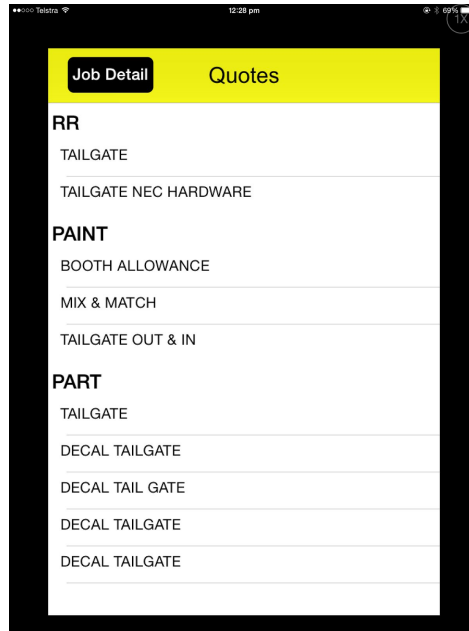 Telstra 12:28 pm 69%
1X
Job Detail Quotes
RR
TAILGATE
TAILGATE NEC HARDWARE
PAINT
BOOTH ALLOWANCE
MIX & MATCH
TAILGATE OUT & IN
PART
TAILGATE
DECAL TAILGATE
DECAL TAIL GATE
DECAL TAILGATE
DECAL TAILGATE